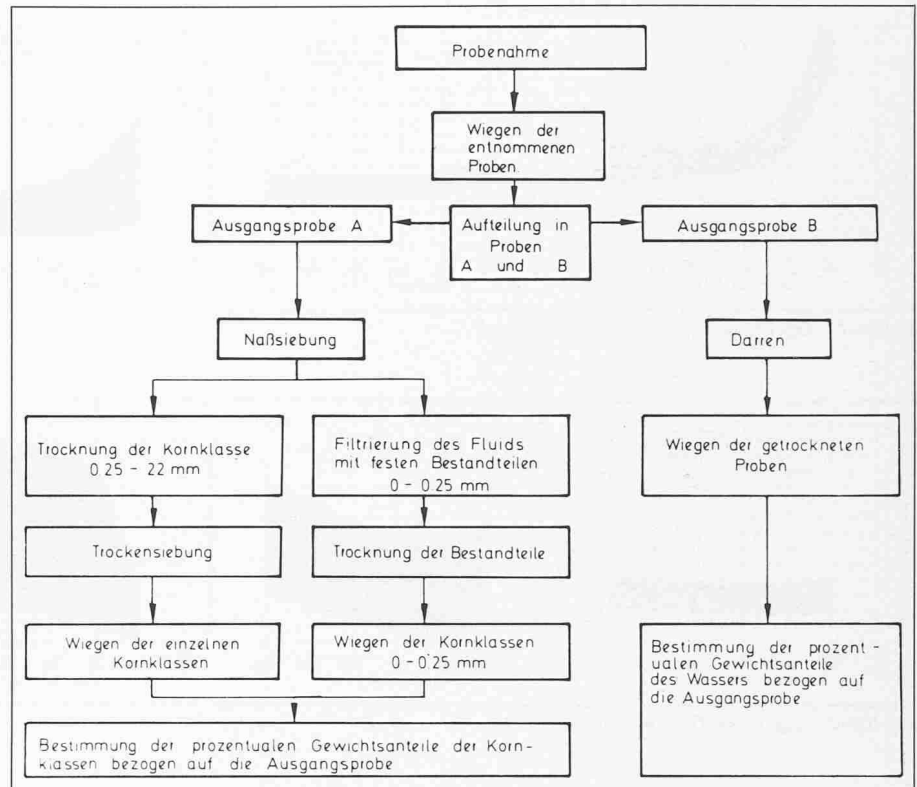 Probenahme
Wiegen der
entnommenen
Proben
Ausgangsprobe A
Aufteilung in
Proben
A und B
Ausgangsprobe B
Naßsiebung
Darren
Trocknung der Kornklasse
0,25 - 22 mm
Filtrierung des Fluids
mit festen Bestandteilen
0 - 0,25 mm
Wiegen der getrockneten
Proben
Trockensiebung
Trocknung der Bestandteile
Wiegen der einzelnen
Kornklassen
Wiegen der Kornklassen
0 - 0,25 mm
Bestimmung der prozent-
ualen Gewichtsanteile
des Wassers bezogen auf
die Ausgangsprobe
Bestimmung der prozentualen Gewichtsanteile der Korn-
klassen bezogen auf die Ausgangsprobe